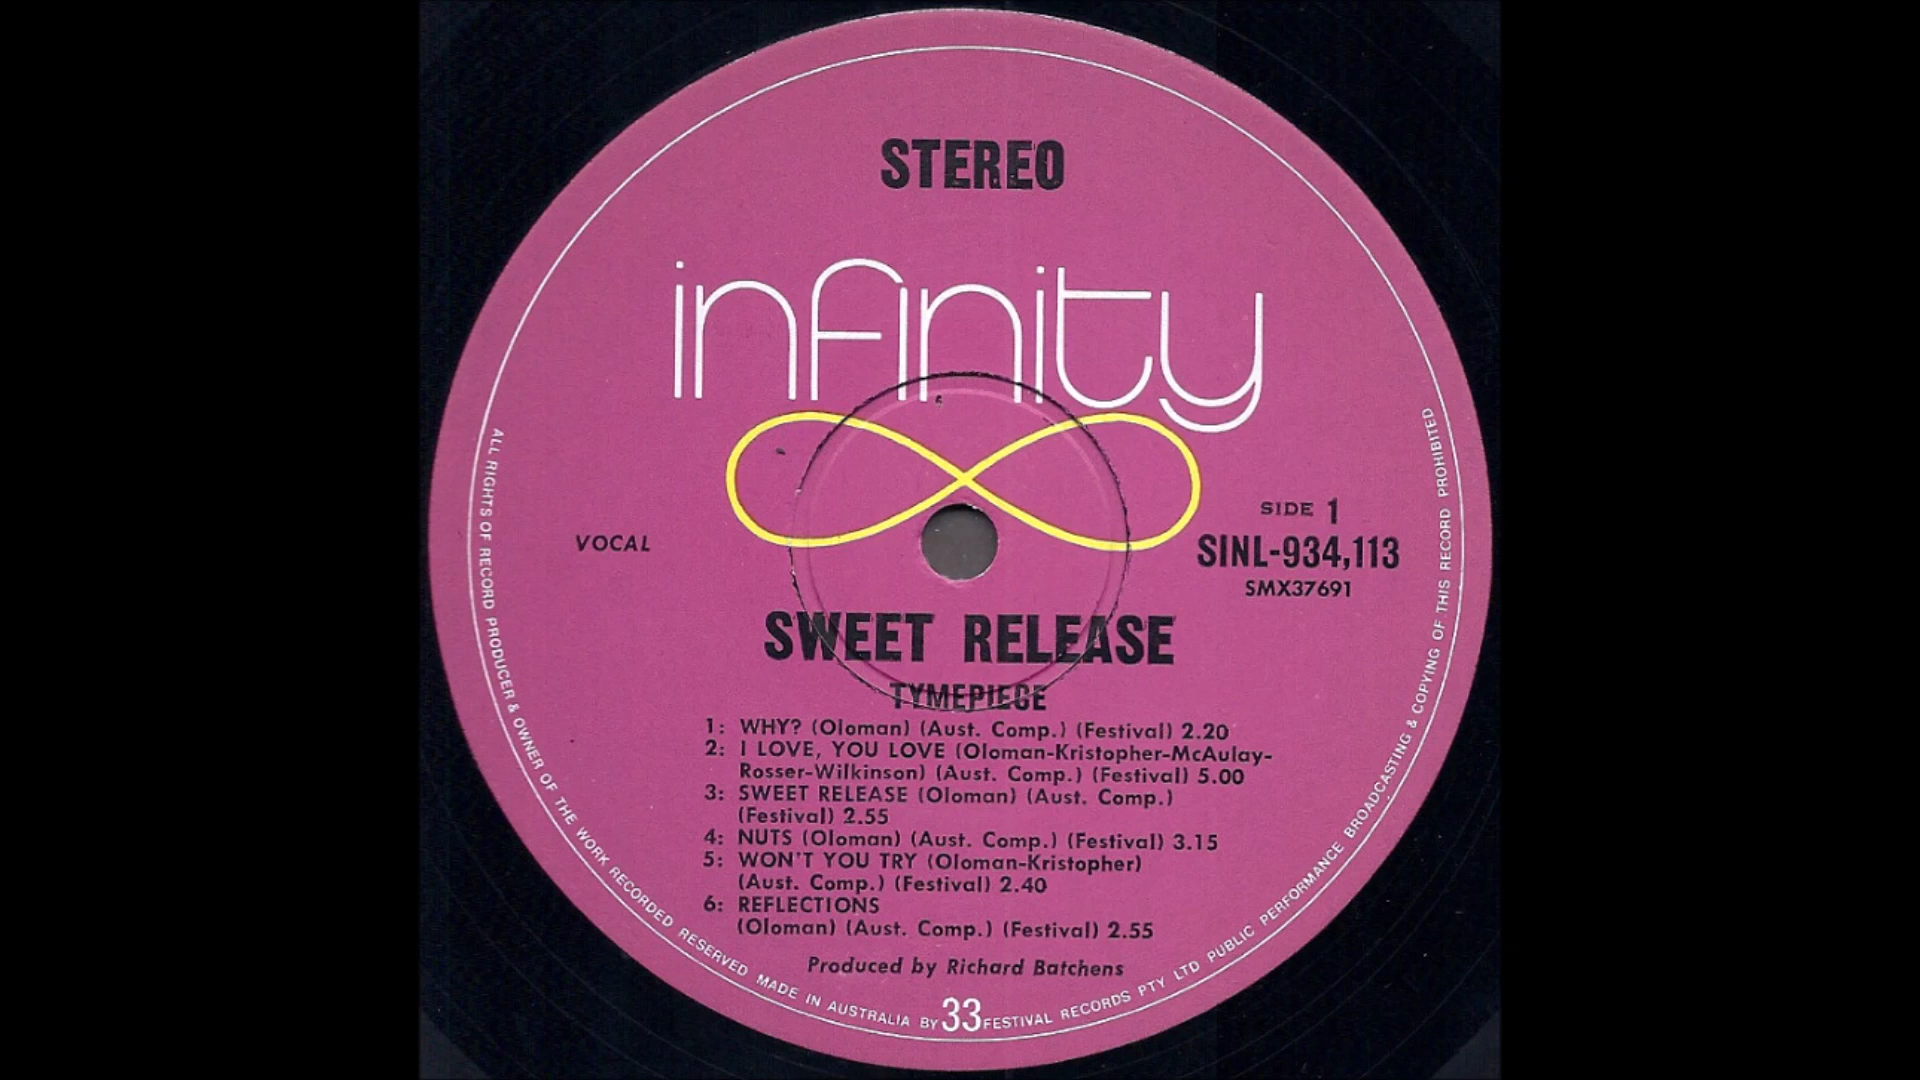 STEREO
infinity
VOCAL
SIDE 1
SINL-934,113
SMX37691
SWEET RELEASE
TYMEPIECE
1: WHY? (Oloman) (Aust. Comp.) (Festival) 2.20
2: I LOVE, YOU LOVE (Oloman-Kristopher-McAulay-
Rosser-Wilkinson) (Aust. Comp.) (Festival) 5.00
3: SWEET RELEASE (Oloman) (Aust. Comp.)
(Festival) 2.55
4: NUTS (Oloman) (Aust. Comp.) (Festival) 3.15
5: WON'T YOU TRY (Oloman-Kristopher)
(Aust. Comp.) (Festival) 2.40
6: REFLECTIONS
(Oloman) (Aust. Comp.) (Festival) 2.55
Produced by Richard Batchens
33
ALL RIGHTS OF RECORD PRODUCER & OWNER OF THE WORK RECORDED RESERVED MADE IN AUSTRALIA BY FESTIVAL RECORDS PTY LTD PUBLIC PERFORMANCE BROADCASTING & COPYING OF THIS RECORD PROHIBITED